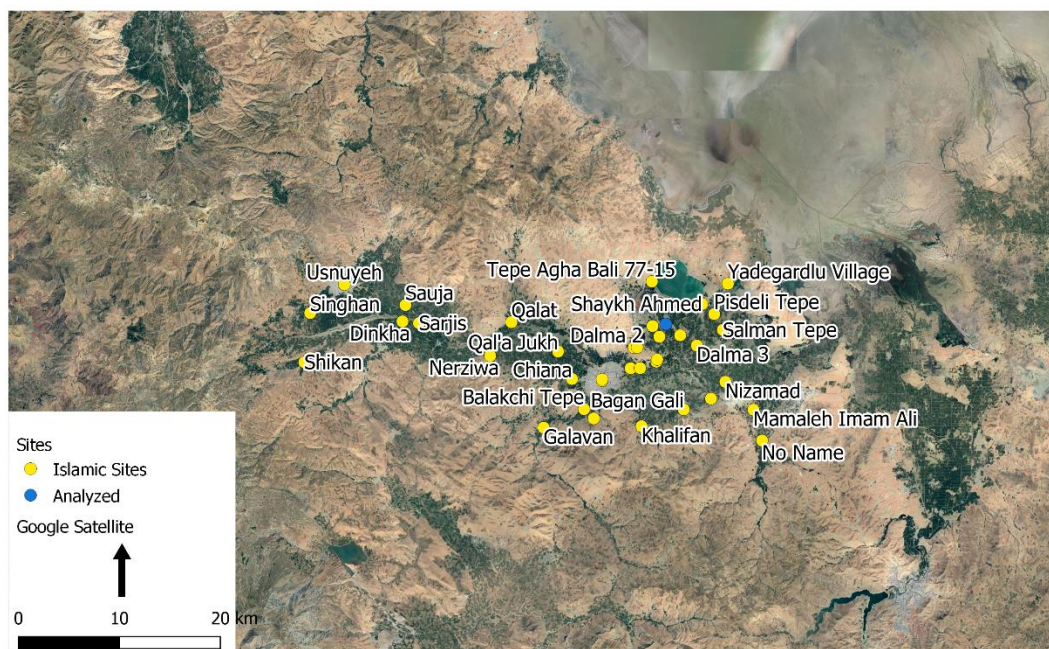 Usnuyeh
Singhan
Sauja
Dinkha
Sarjis
Shikan
Tepe Agha Bali 77-15
Yadegardlu Village
Shaykh Ahmed
Pisdeli Tepe
Qalat
Dalma 2
Salman Tepe
Qal'a Jukh
Dalma 3
Nerziwa
Chiana
Nizamad
Balakchi Tepe
Bagan Gali
Mamaleh Imam Ali
Galavan
Khalifan
No Name
Sites
Islamic Sites
Analyzed
Google Satellite
0 10 20 km